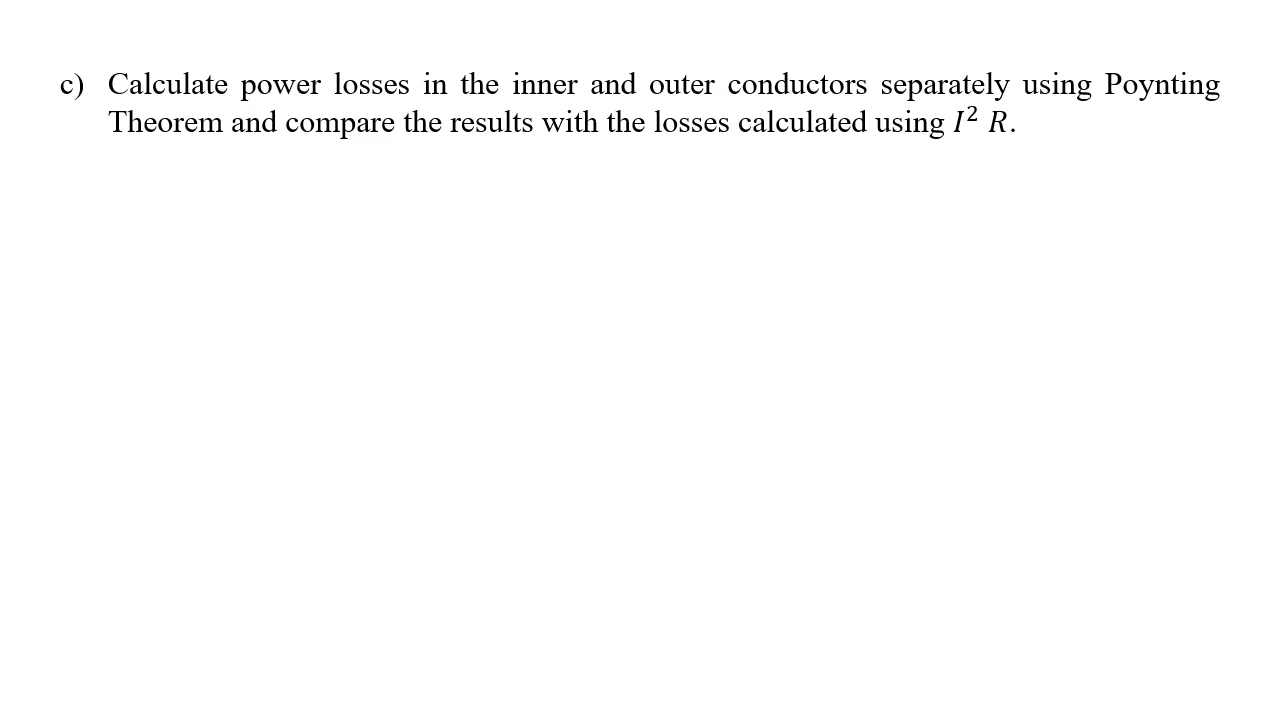 c) Calculate power losses in the inner and outer conductors separately using Poynting
Theorem and compare the results with the losses calculated using 𝐼² 𝑅.